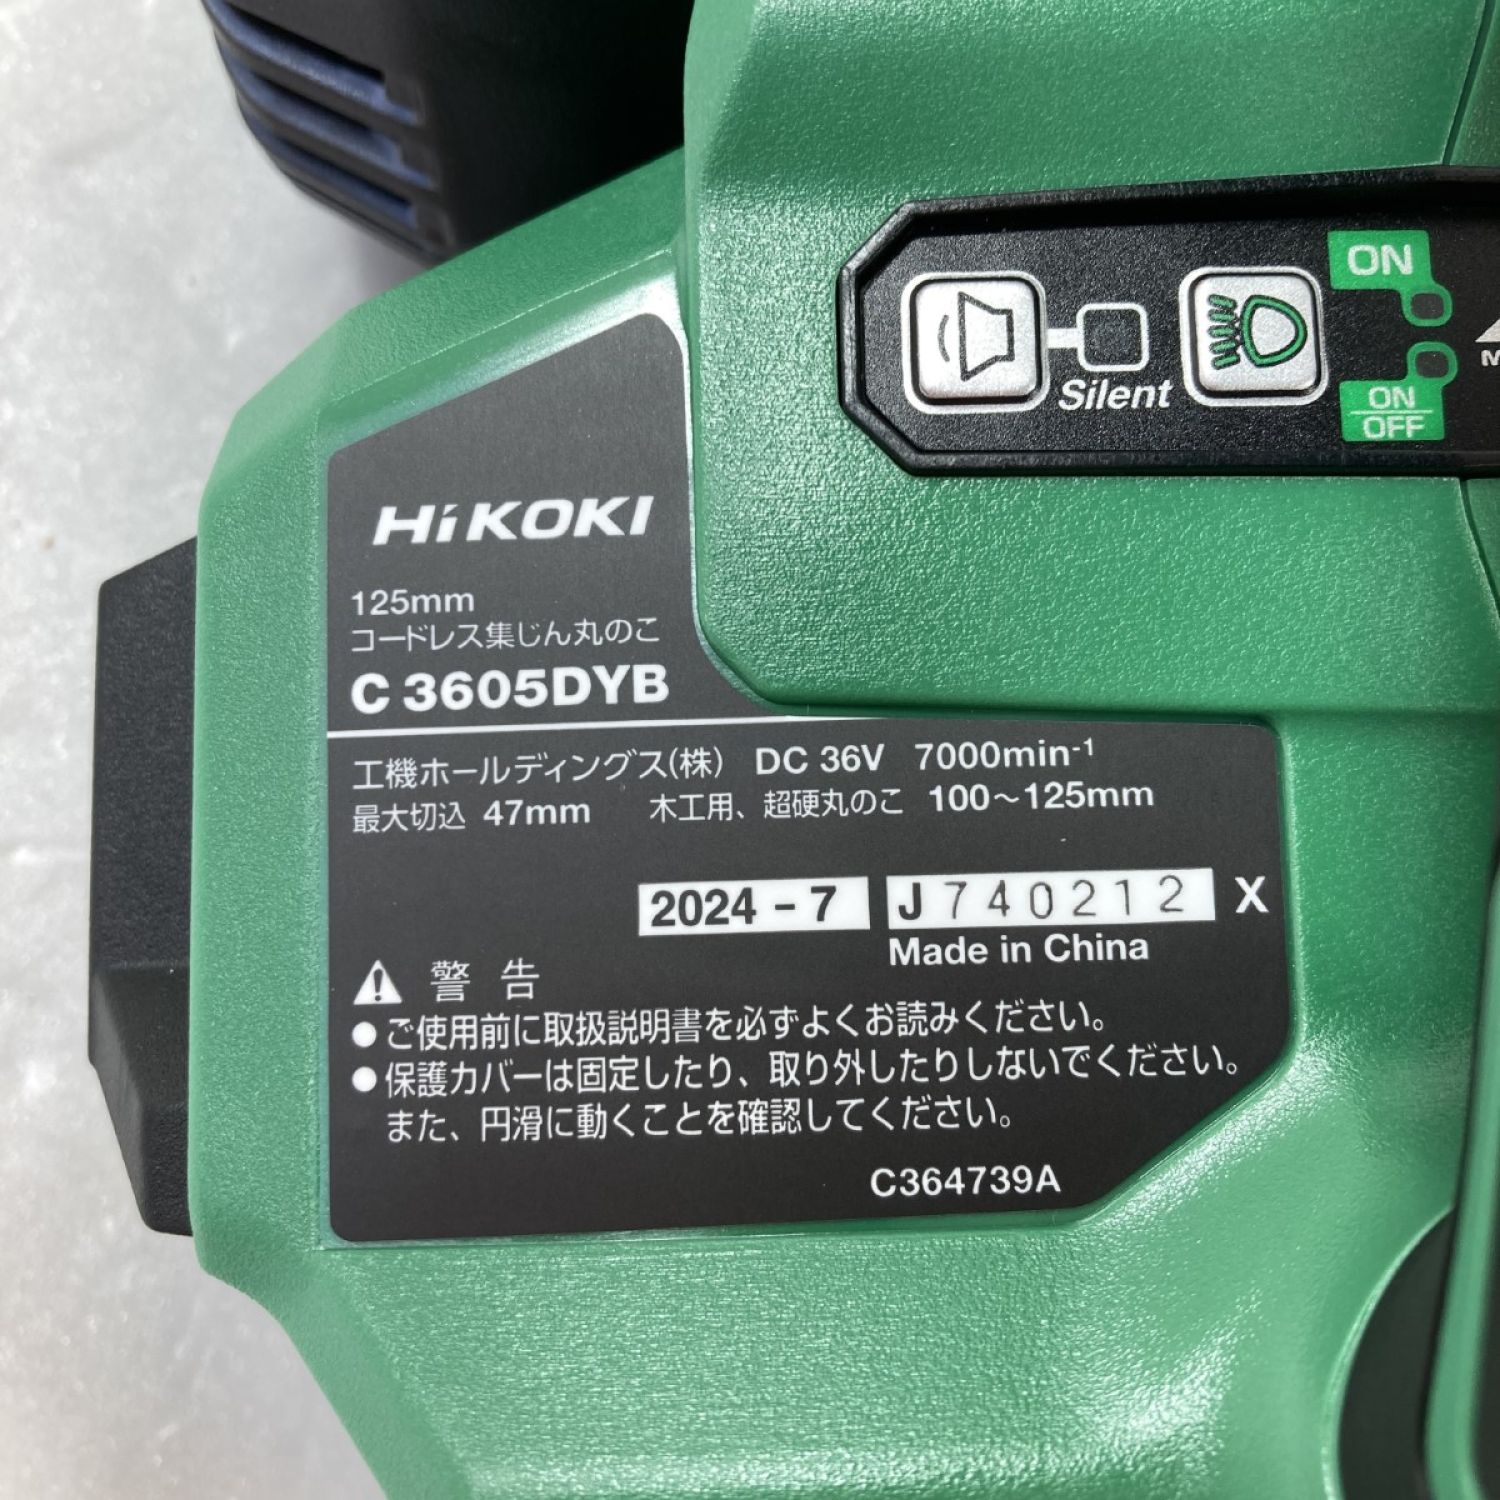 ON
Silent
ON
OFF
HiKOKI
125mm
コードレス集じん丸のこ
C 3605DYB
工機ホールディングス(株) DC 36V 7000min-1
最大切込 47mm 木工用、超硬丸のこ 100～125mm
2024-7 J740212 X
Made in China
警告
●ご使用前に取扱説明書を必ずよくお読みください。
●保護カバーは固定したり、取り外したりしないでください。
また、円滑に動くことを確認してください。
C364739A